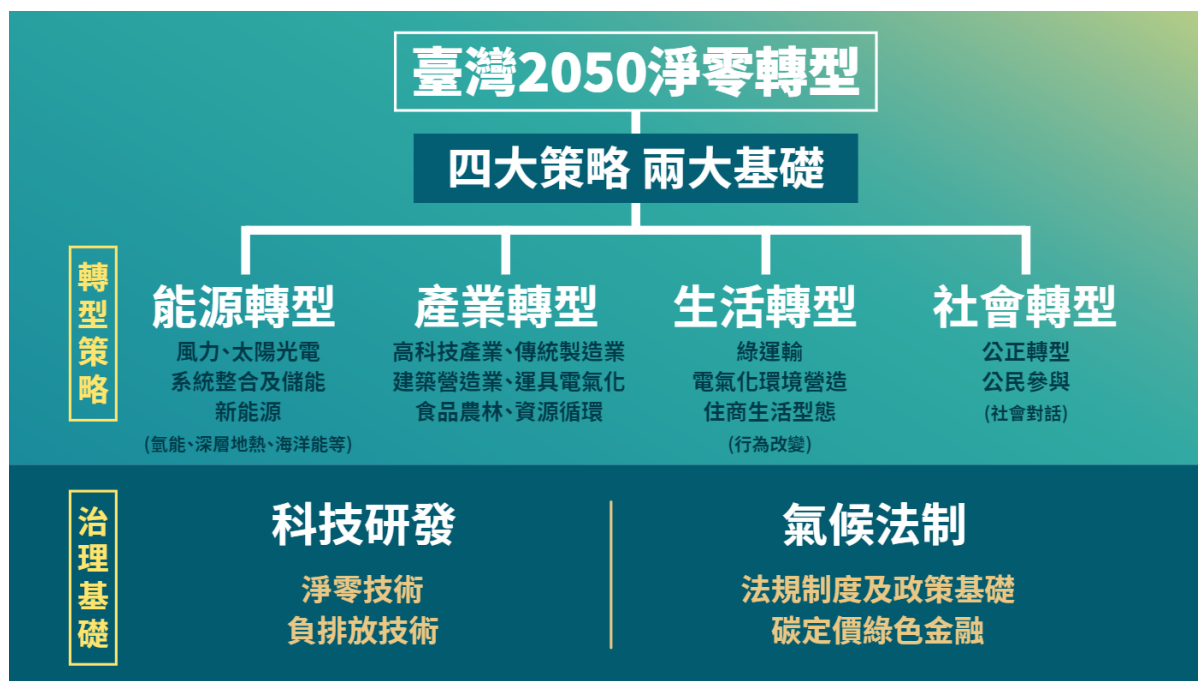 臺灣2050淨零轉型
四大策略 兩大基礎
轉型策略
能源轉型
風力、太陽光電
系統整合及儲能
新能源
(氫能、深層地熱、海洋能等)
產業轉型
高科技產業、傳統製造業
建築營造業、運具電氣化
食品農林、資源循環
生活轉型
綠運輸
電氣化環境營造
住商生活型態
(行為改變)
社會轉型
公正轉型
公民參與
(社會對話)
治理基礎
科技研發
淨零技術
負排放技術
氣候法制
法規制度及政策基礎
碳定價綠色金融